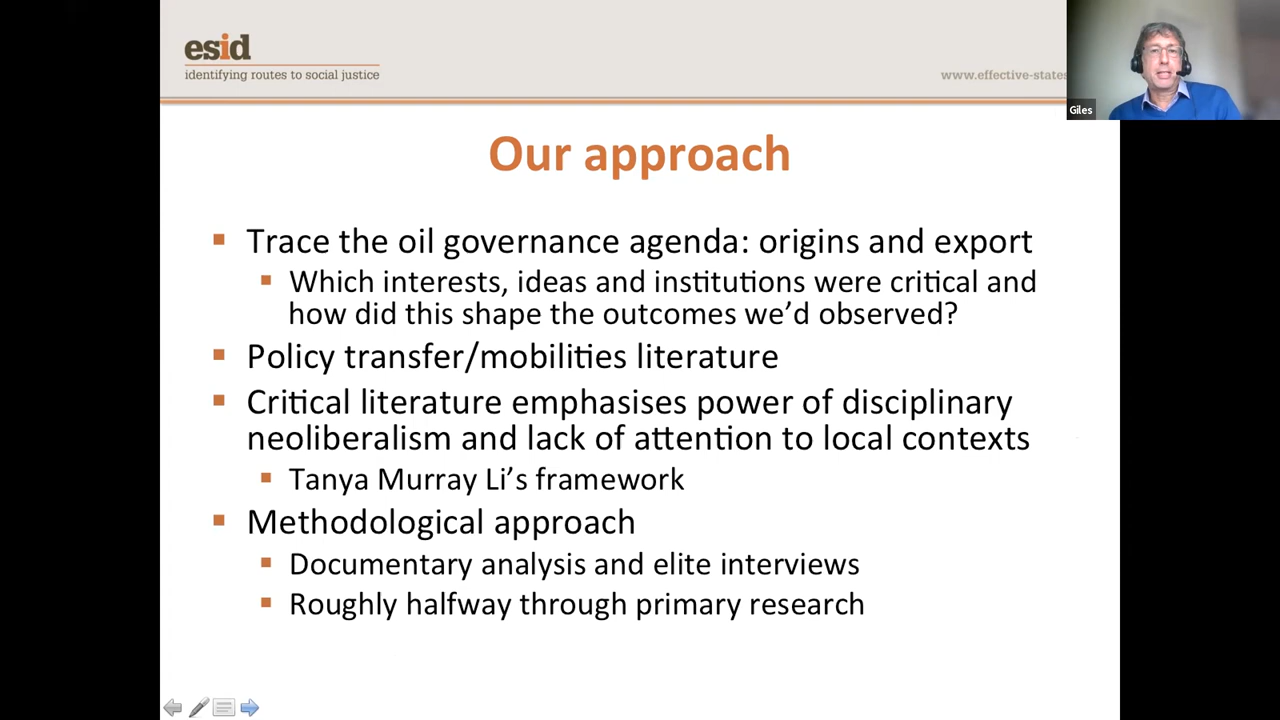 esid
identifying routes to social justice
www.effective-states
Giles
Our approach
Trace the oil governance agenda: origins and export
Which interests, ideas and institutions were critical and
how did this shape the outcomes we’d observed?
Policy transfer/mobilities literature
Critical literature emphasises power of disciplinary
neoliberalism and lack of attention to local contexts
Tanya Murray Li’s framework
Methodological approach
Documentary analysis and elite interviews
Roughly halfway through primary research